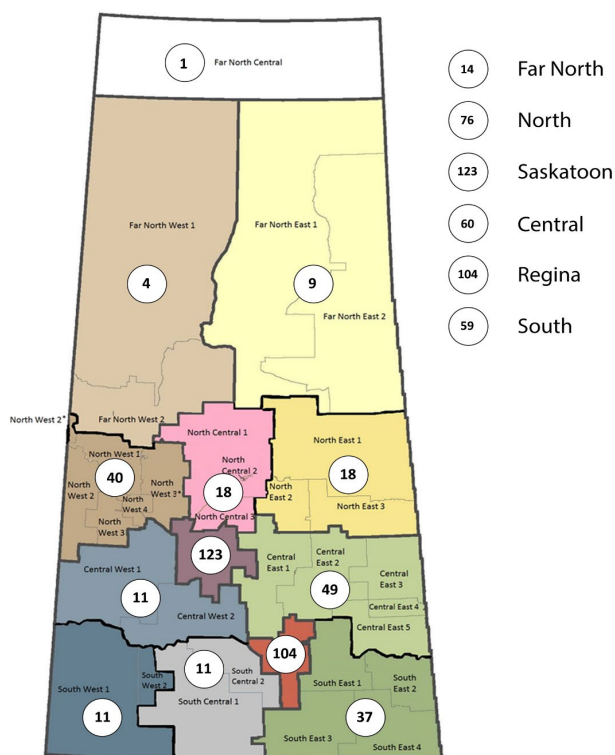 1
Far North Central
14
Far North
76
North
123
Saskatoon
60
Central
104
Regina
59
South
Far North West 1
Far North East 1
4
9
Far North East 2
North West 2*
Far North West 2
North Central 1
North East 1
North West 1
40
North
Central 2
18
18
North
West 2
North West 3*
North
West 4
North
East 2
North East 3
North
West 3
North Central 3
123
Central West 1
Central
East 1
Central
East 2
Central
East 3
11
49
Central East 4
Central West 2
Central East 5
104
11
South
West 2
South
Central 2
South West 1
South Central 1
South East 1
South
East 2
11
37
South East 3
South East 4